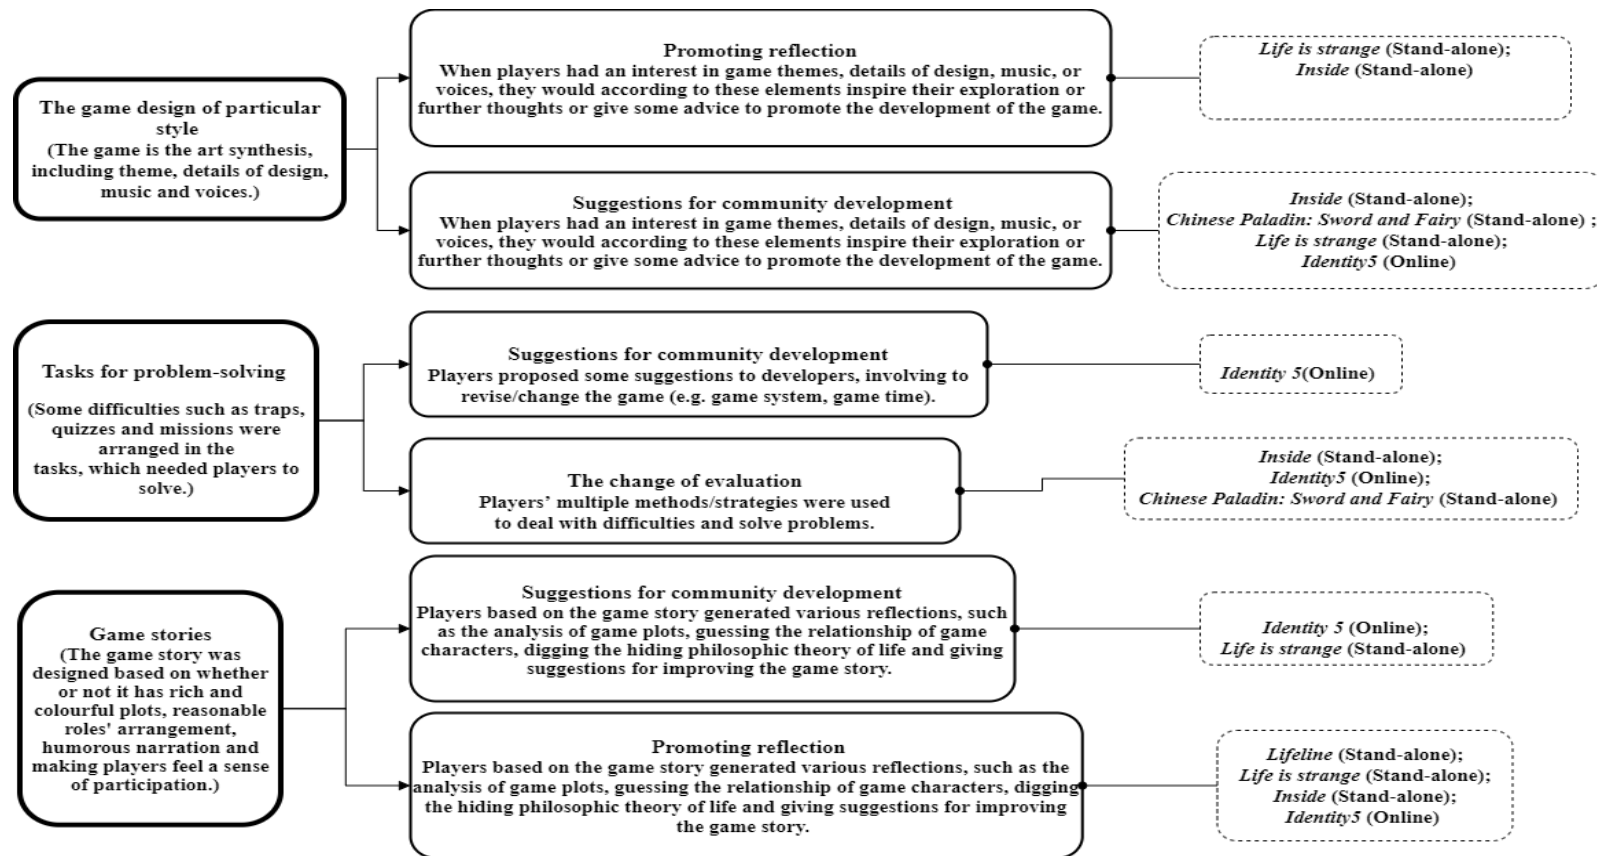 The game design of particular
style
(The game is the art synthesis,
including theme, details of design,
music and voices.)
Promoting reflection
When players had an interest in game themes, details of design, music, or
voices, they would according to these elements inspire their exploration or
further thoughts or give some advice to promote the development of the game.
Life is strange (Stand-alone);
Inside (Stand-alone)
Suggestions for community development
When players had an interest in game themes, details of design, music, or
voices, they would according to these elements inspire their exploration or
further thoughts or give some advice to promote the development of the game.
Inside (Stand-alone);
Chinese Paladin: Sword and Fairy (Stand-alone) ;
Life is strange (Stand-alone);
Identity5 (Online)
Tasks for problem-solving
(Some difficulties such as traps,
quizzes and missions were
arranged in the
tasks, which needed players to
solve.)
Suggestions for community development
Players proposed some suggestions to developers, involving to
revise/change the game (e.g. game system, game time).
Identity 5(Online)
The change of evaluation
Players’ multiple methods/strategies were used
to deal with difficulties and solve problems.
Inside (Stand-alone);
Identity5 (Online);
Chinese Paladin: Sword and Fairy (Stand-alone)
Game stories
(The game story was
designed based on whether
or not it has rich and
colourful plots, reasonable
roles' arrangement,
humorous narration and
making players feel a sense
of participation.)
Suggestions for community development
Players based on the game story generated various reflections, such
as the analysis of game plots, guessing the relationship of game
characters, digging the hiding philosophic theory of life and giving
suggestions for improving the game story.
Identity 5 (Online);
Life is strange (Stand-alone)
Promoting reflection
Players based on the game story generated various reflections, such as the
analysis of game plots, guessing the relationship of game characters, digging
the hiding philosophic theory of life and giving suggestions for improving
the game story.
Lifeline (Stand-alone);
Life is strange (Stand-alone);
Inside (Stand-alone);
Identity5 (Online)